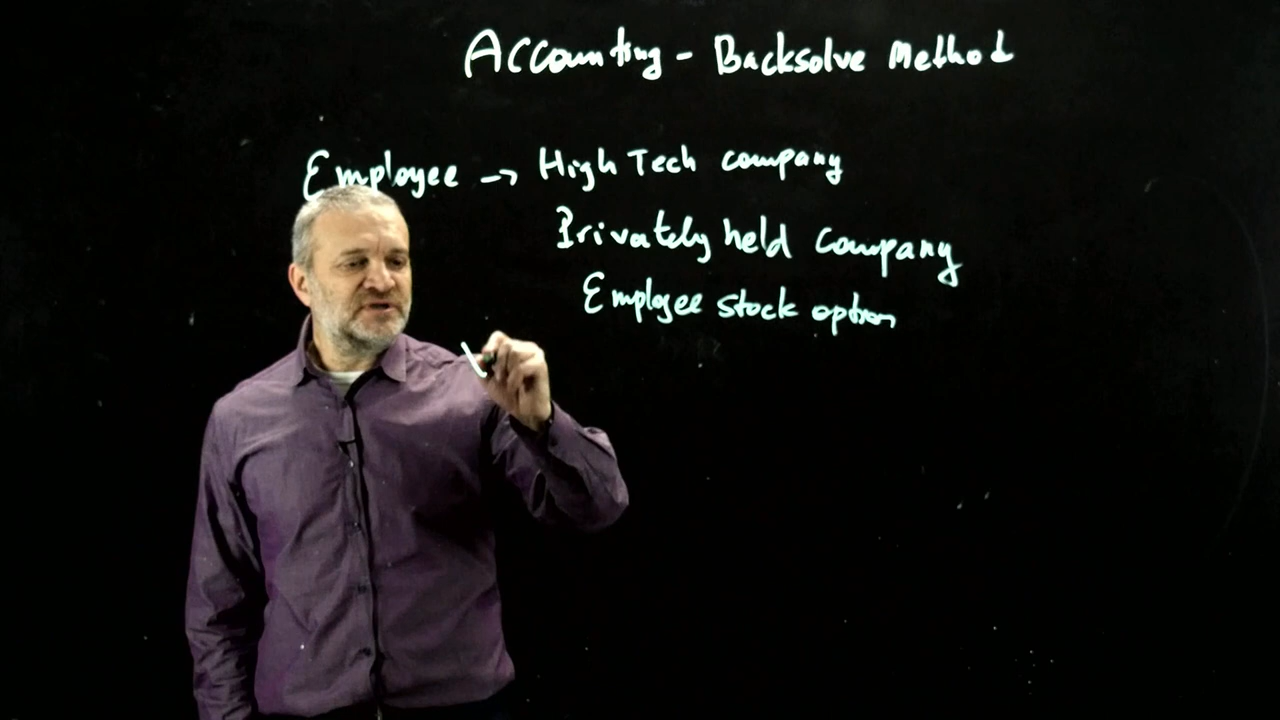 Accounting - Backsolve Method
Employee → High Tech company
Privately held company
Employee stock option